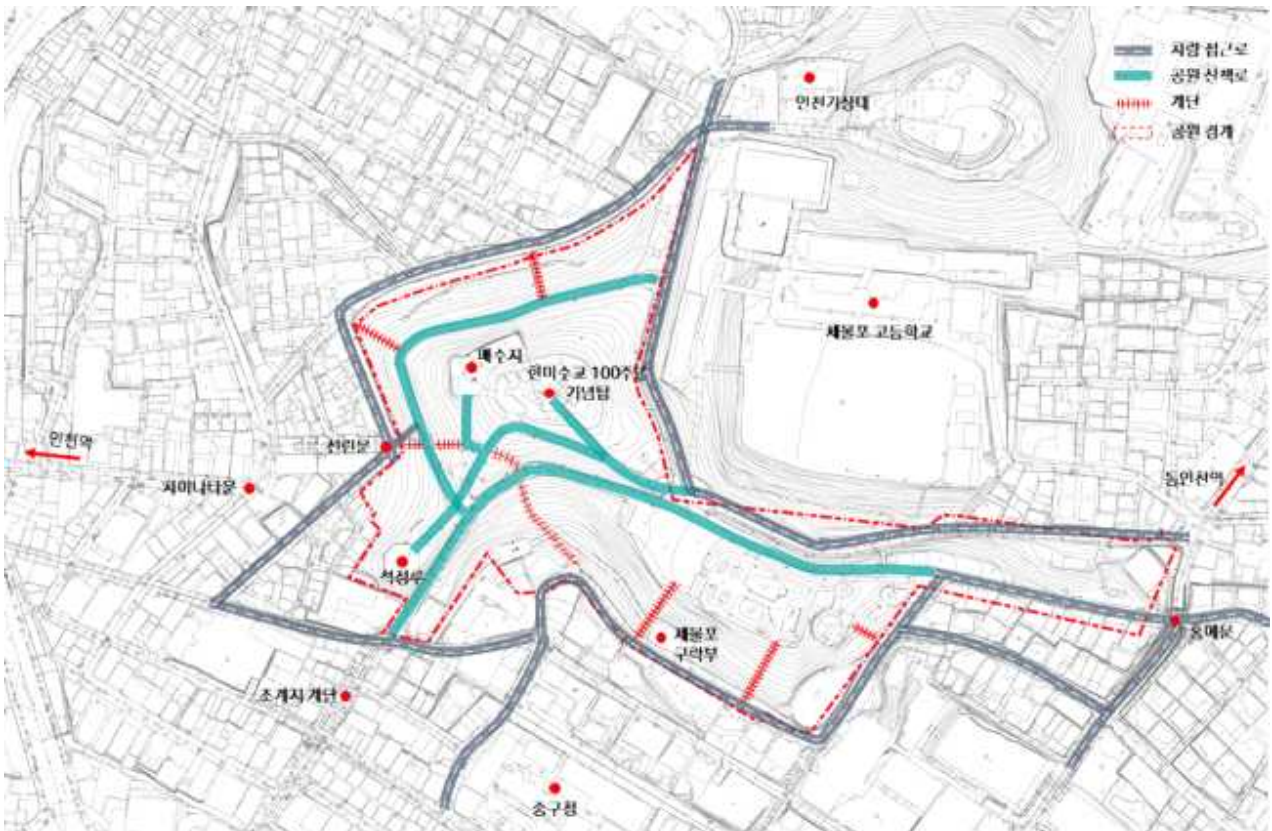 차량 접근로
공원 산책로
계단
공원 경계
인천기상대
제물포 고등학교
배수지
한미수교 100주년
기념탑
인천역
선린문
차이나타운
동인천역
석정루
제물포
구락부
홍예문
조계지 계단
중구청